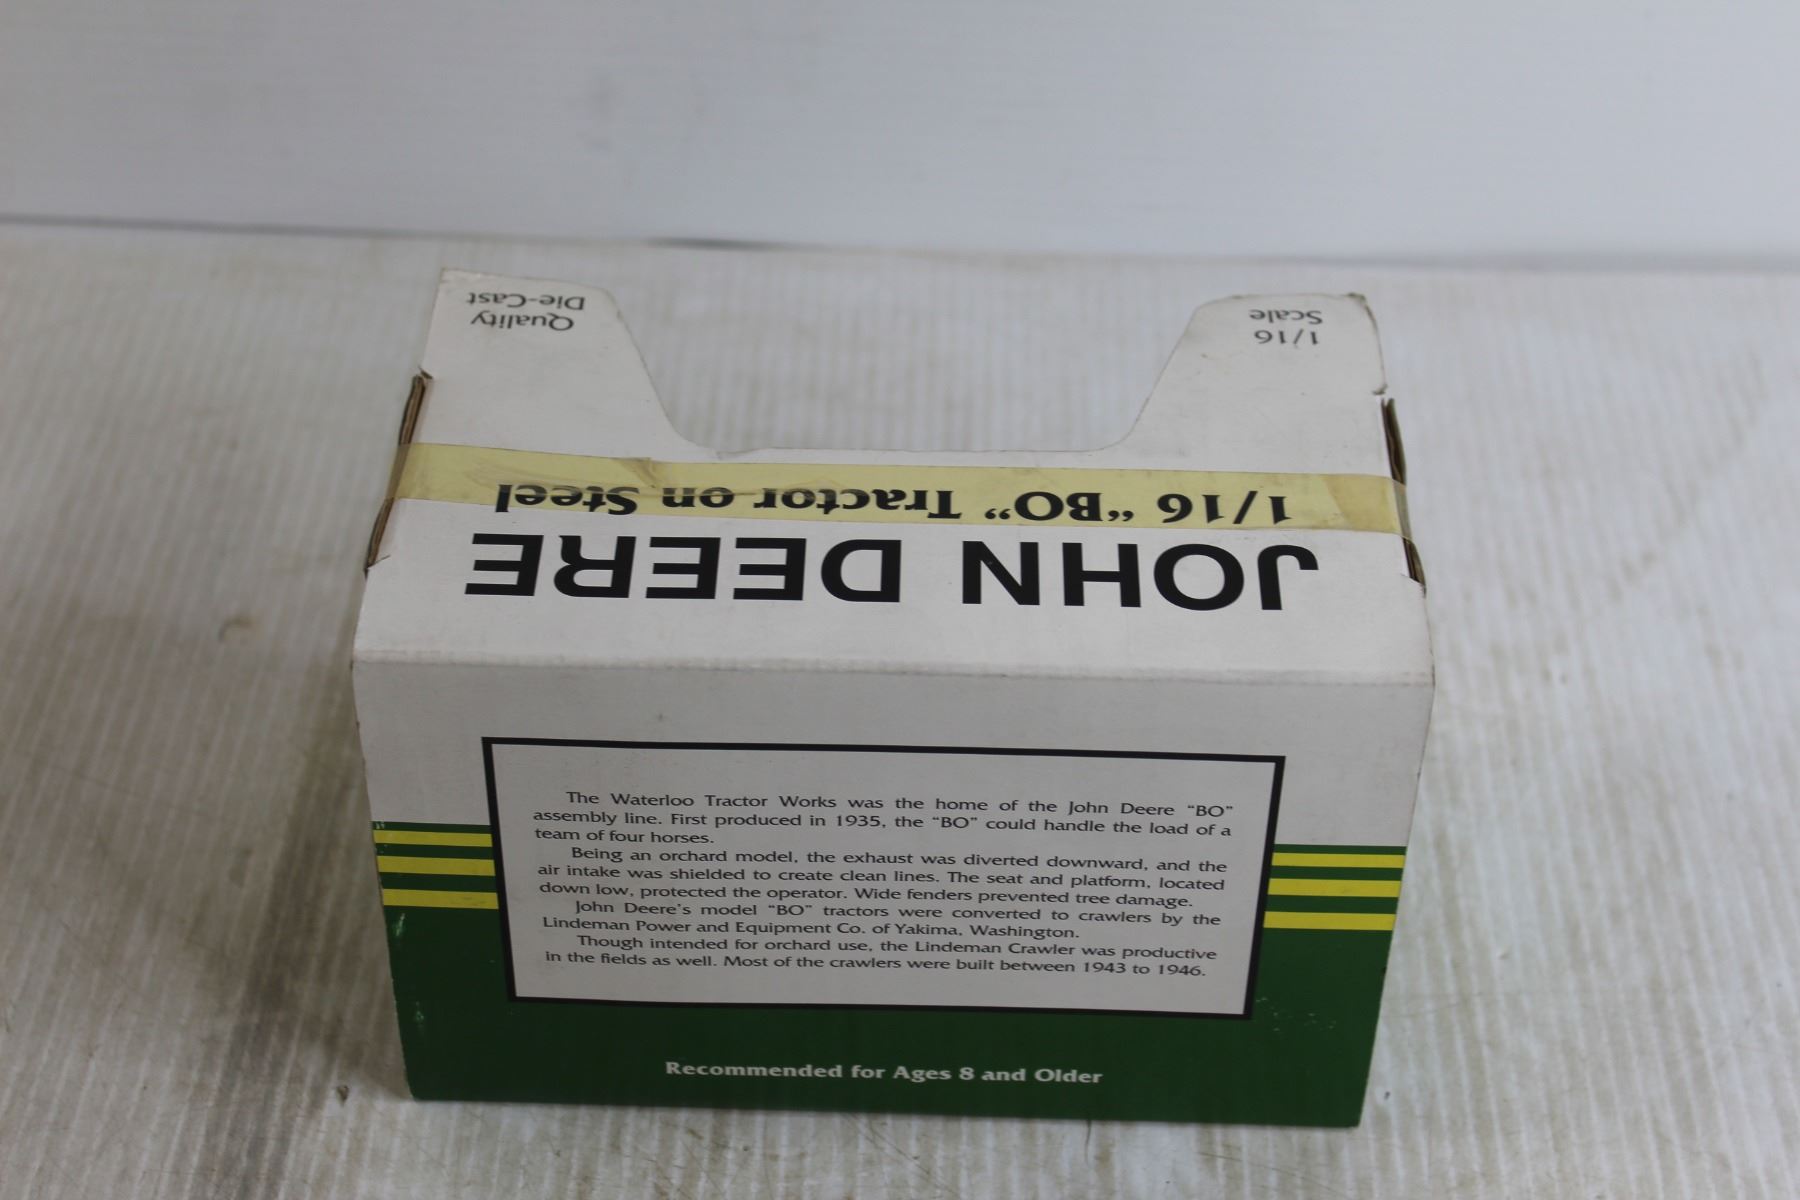 Quality
Die-Cast
1/16
Scale
1/16 "BO" Tractor on Steel
JOHN DEERE
The Waterloo Tractor Works was the home of the John Deere "BO"
assembly line. First produced in 1935, the "BO" could handle the load of a
team of four horses.
Being an orchard model, the exhaust was diverted downward, and the
air intake was shielded to create clean lines. The seat and platform, located
down low, protected the operator. Wide fenders prevented tree damage.
John Deere's model "BO" tractors were converted to crawlers by the
Lindeman Power and Equipment Co. of Yakima, Washington.
Though intended for orchard use, the Lindeman Crawler was productive
in the fields as well. Most of the crawlers were built between 1943 to 1946.
Recommended for Ages 8 and Older